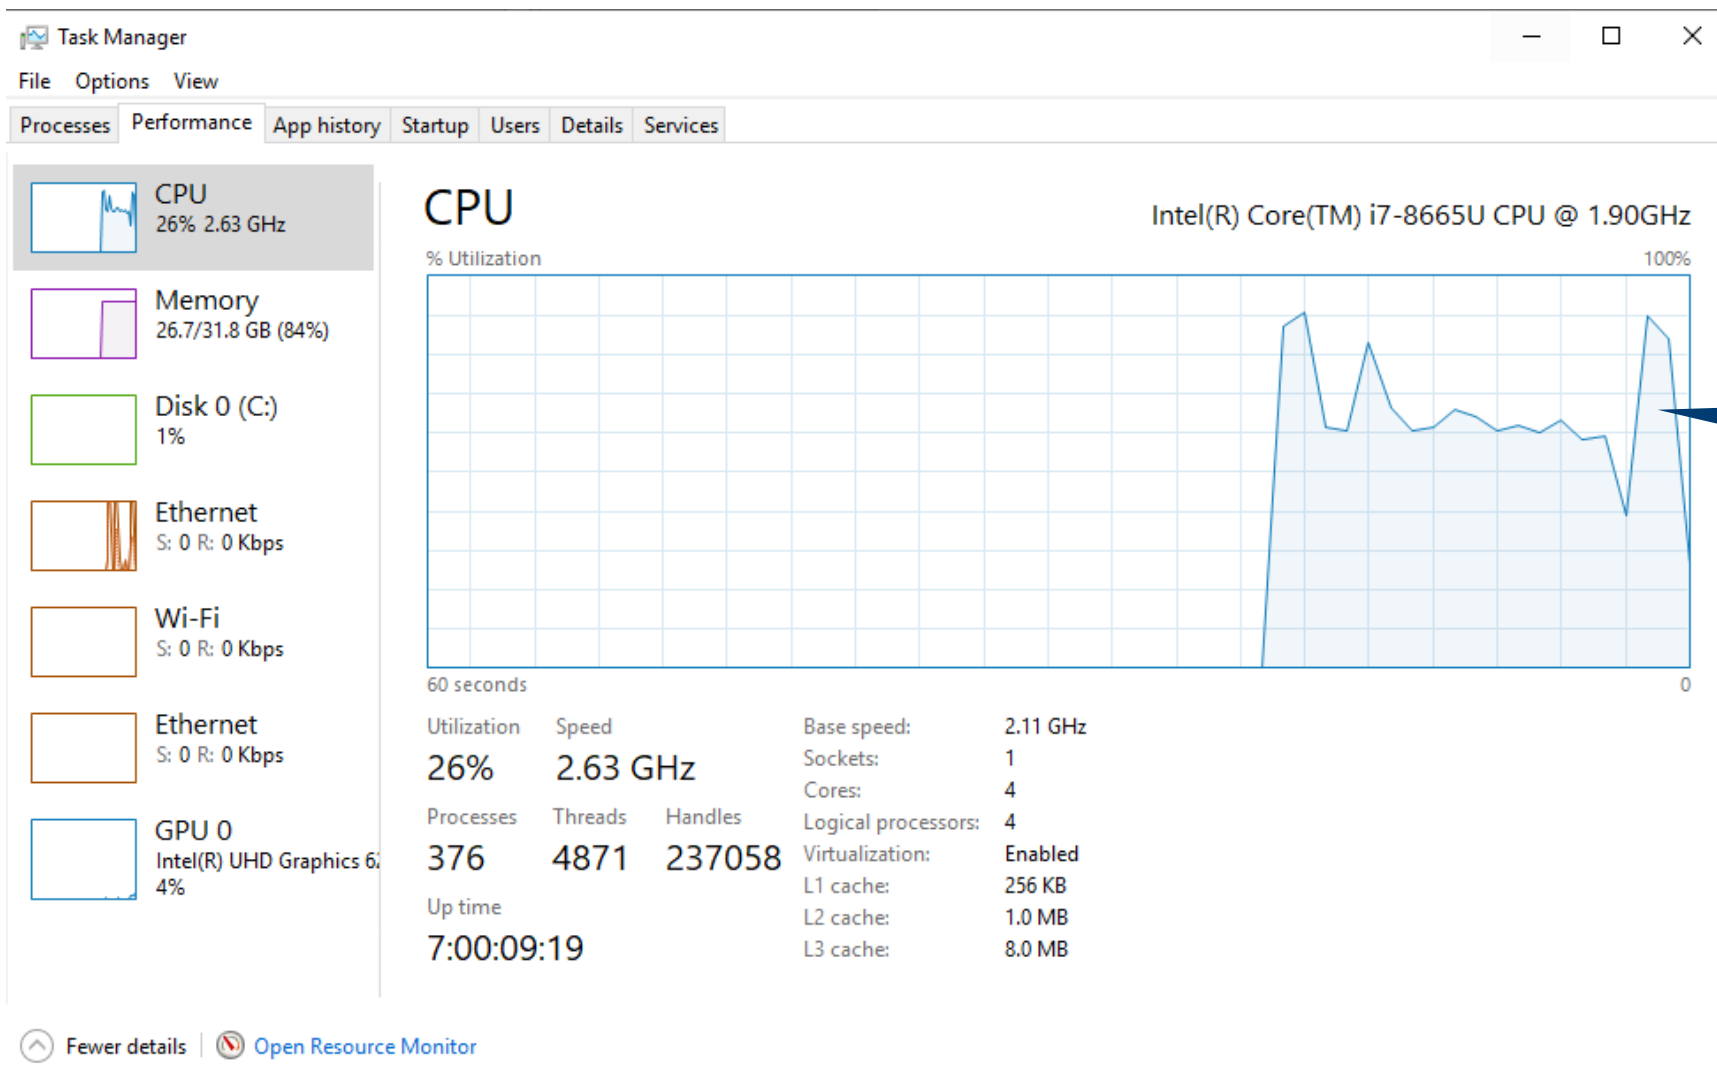 Task Manager
File Options View
Processes Performance App history Startup Users Details Services
CPU
26% 2.63 GHz
Memory
26.7/31.8 GB (84%)
Disk 0 (C:)
1%
Ethernet
S: 0 R: 0 Kbps
Wi-Fi
S: 0 R: 0 Kbps
Ethernet
S: 0 R: 0 Kbps
GPU 0
Intel(R) UHD Graphics
4%
CPU
Intel(R) Core(TM) i7-8665U CPU @ 1.90GHz
% Utilization 100%
60 seconds 0
Utilization Speed
26% 2.63 GHz
Processes Threads Handles
376 4871 237058
Up time
7:00:09:19
Base speed: 2.11 GHz
Sockets: 1
Cores: 4
Logical processors: 4
Virtualization: Enabled
L1 cache: 256 KB
L2 cache: 1.0 MB
L3 cache: 8.0 MB
Fewer details Open Resource Monitor